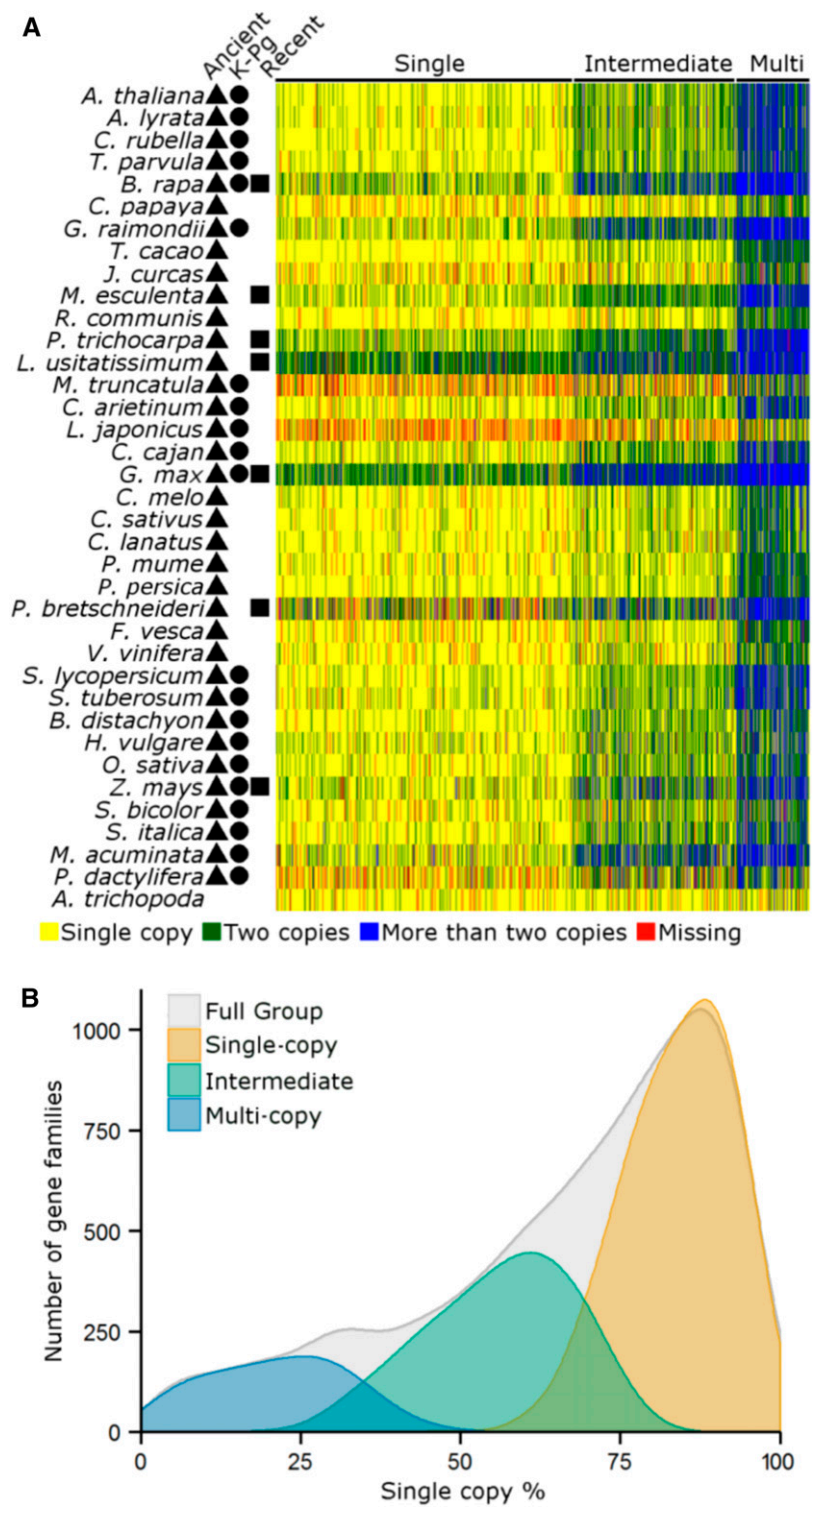 A
Ancient
K-Pg
Recent
Single Intermediate Multi
A. thaliana
A. lyrata
C. rubella
T. parvula
B. rapa
C. papaya
G. raimondii
T. cacao
J. curcas
M. esculenta
R. communis
P. trichocarpa
L. usitatissimum
M. truncatula
C. arietinum
L. japonicus
C. cajan
G. max
C. melo
C. sativus
C. lanatus
P. mume
P. persica
P. bretschneideri
F. vesca
V. vinifera
S. lycopersicum
S. tuberosum
B. distachyon
H. vulgare
O. sativa
Z. mays
S. bicolor
S. italica
M. acuminata
P. dactylifera
A. trichopoda
Single copy Two copies More than two copies Missing
B
Full Group
Single-copy
Intermediate
Multi-copy
Number of gene families
1000
750
500
250
0
0 25 50 75 100
Single copy %